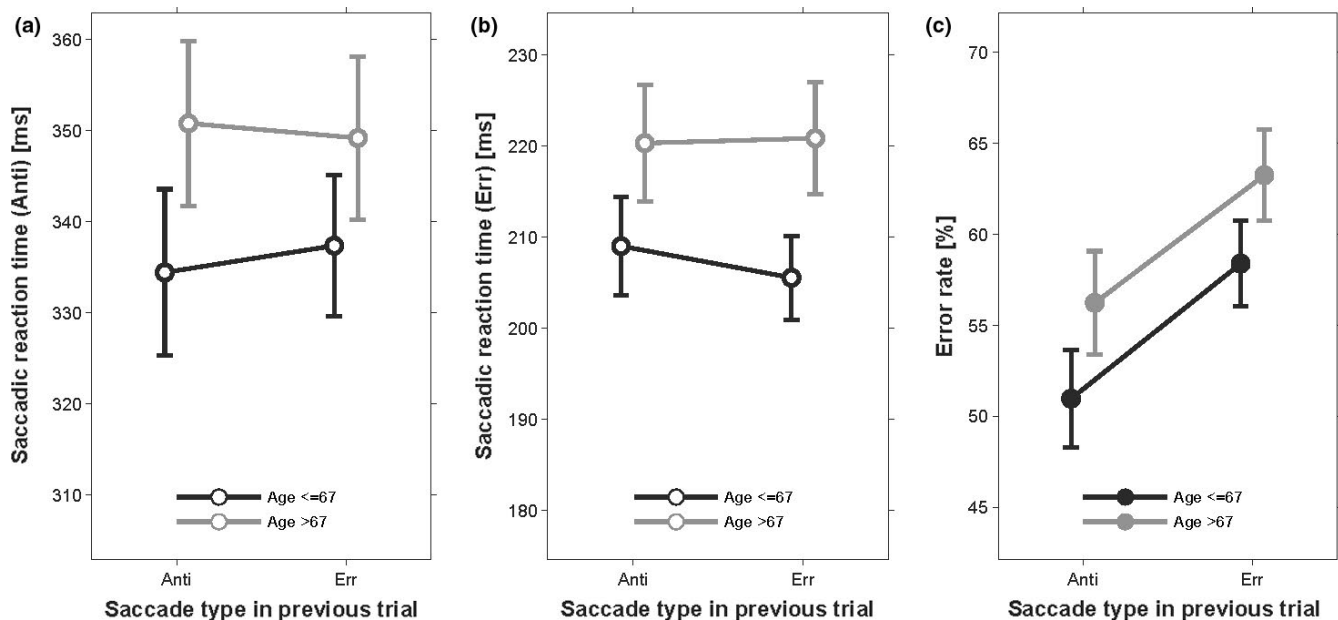 (a)
Saccadic reaction time (Anti) [ms]
360
350
340
330
320
310
Age <=67
Age >67
Anti Err
Saccade type in previous trial
(b)
Saccadic reaction time (Err) [ms]
230
220
210
200
190
180
Age <=67
Age >67
Anti Err
Saccade type in previous trial
(c)
Error rate [%]
70
65
60
55
50
45
Age <=67
Age >67
Anti Err
Saccade type in previous trial